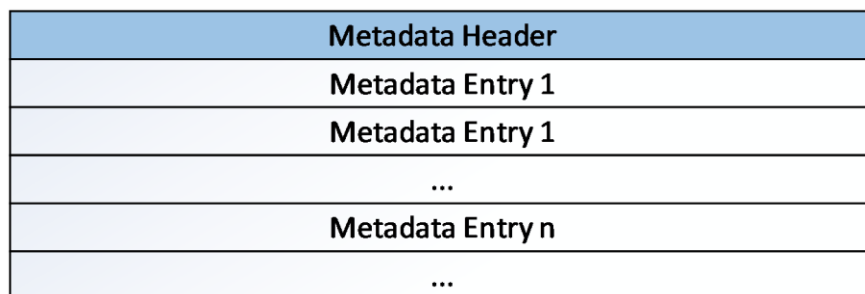 Metadata Header
Metadata Entry 1
Metadata Entry 1
...
Metadata Entry n
...